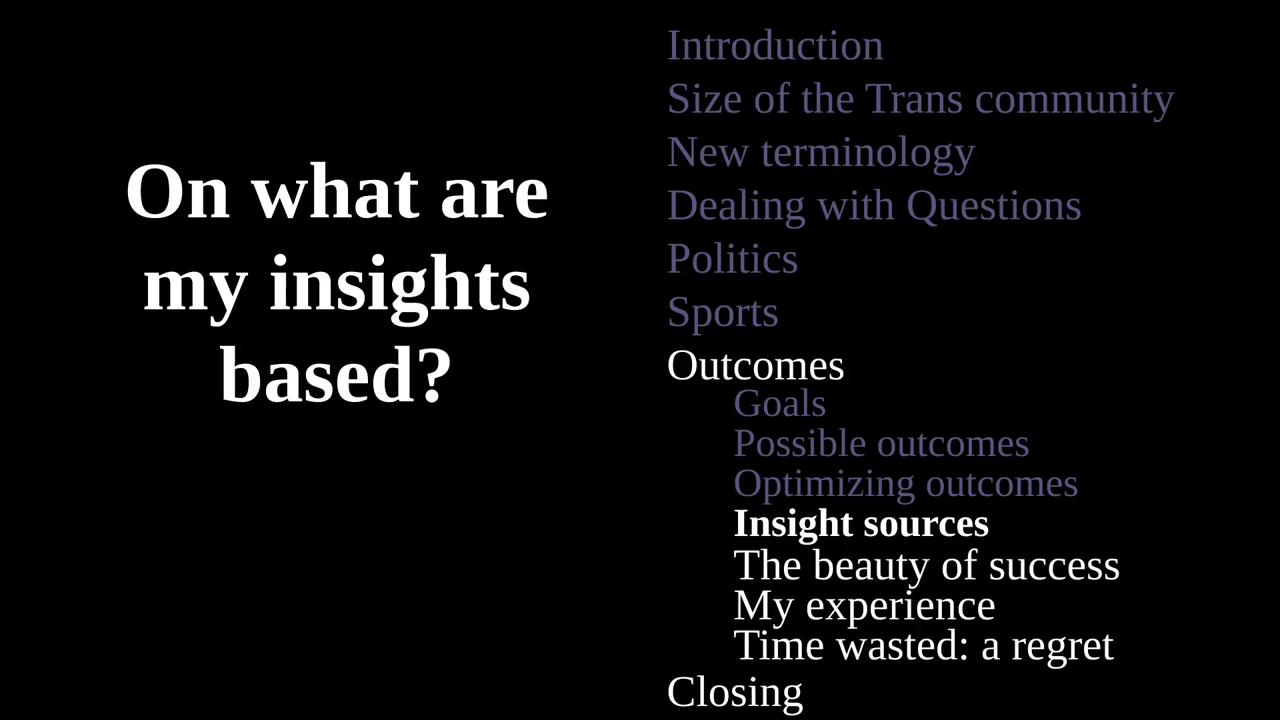 On what are
my insights
based?
Introduction
Size of the Trans community
New terminology
Dealing with Questions
Politics
Sports
Outcomes
Goals
Possible outcomes
Optimizing outcomes
Insight sources
The beauty of success
My experience
Time wasted: a regret
Closing